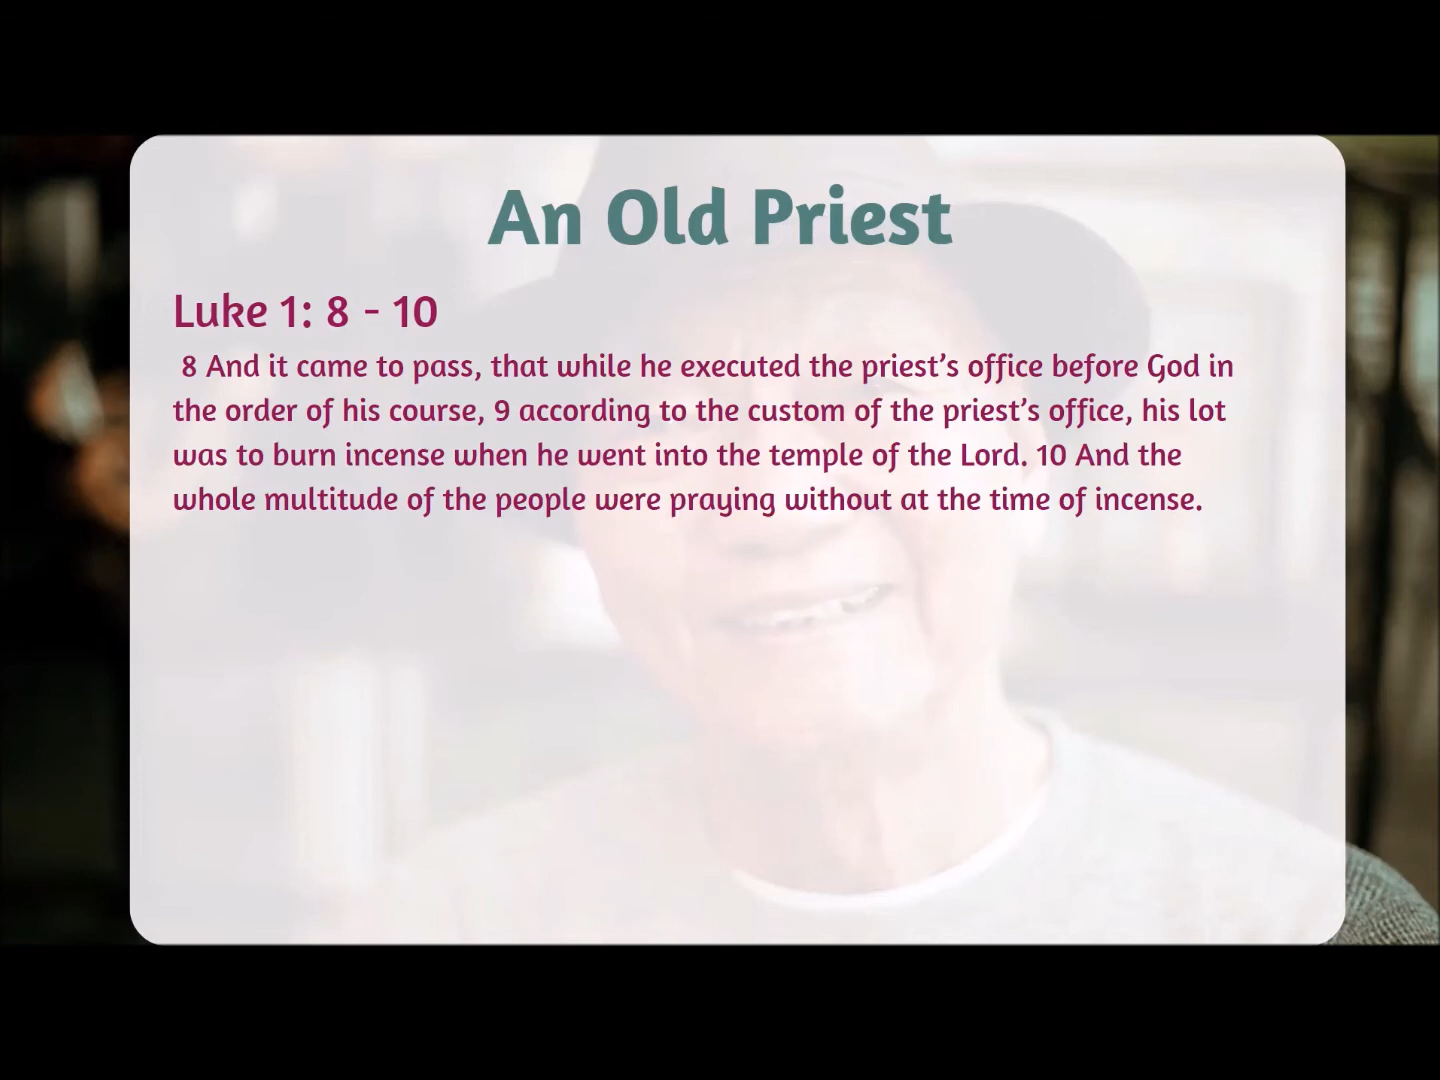 An Old Priest
Luke 1: 8 - 10
8 And it came to pass, that while he executed the priest’s office before God in
the order of his course, 9 according to the custom of the priest’s office, his lot
was to burn incense when he went into the temple of the Lord. 10 And the
whole multitude of the people were praying without at the time of incense.